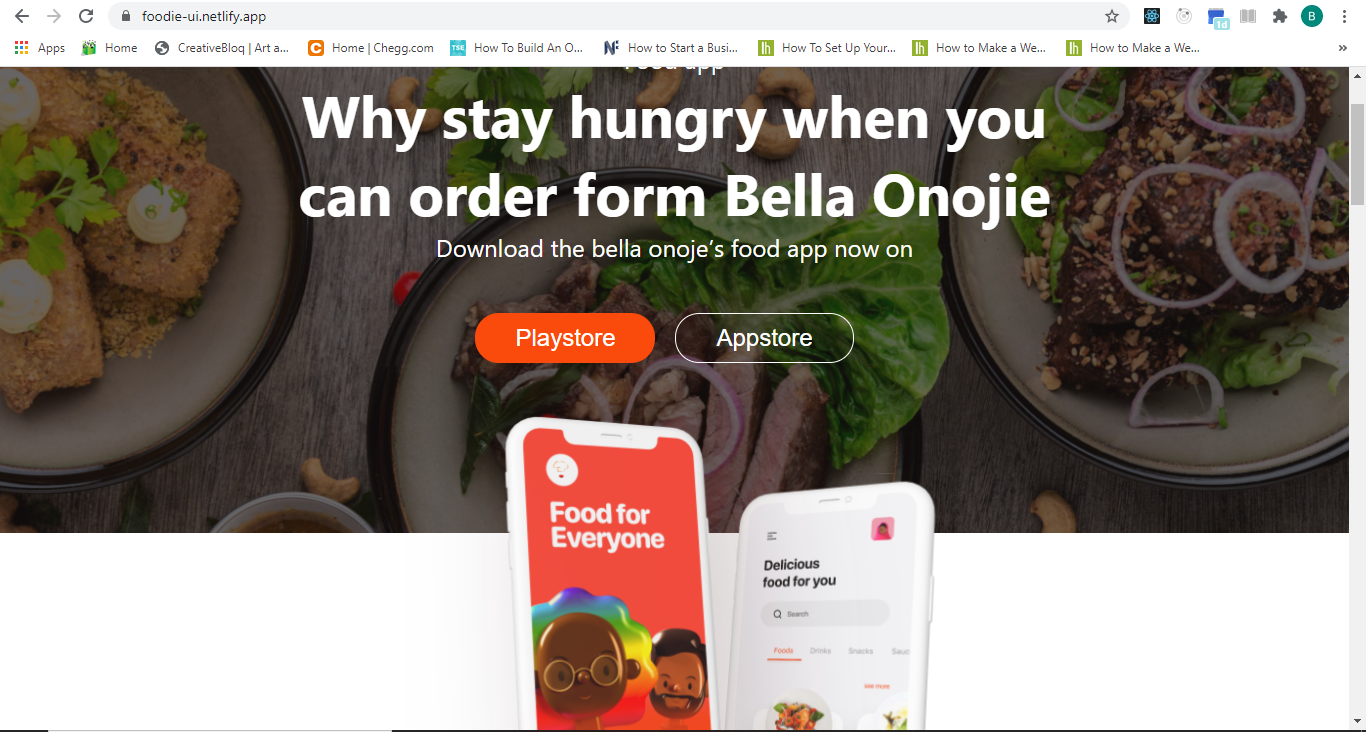 foodie-ui.netlify.app
B
1d
Apps
Home
CreativeBloq | Art a...
Home | Chegg.com
How To Build An O...
How to Start a Busi...
How To Set Up Your...
How to Make a We...
How to Make a We...
Food app
Why stay hungry when you
can order form Bella Onojie
Download the bella onoje’s food app now on
Playstore
Appstore
Food for
Everyone
Delicious
food for you
Search
Foods Drinks Snacks Sauc
see more